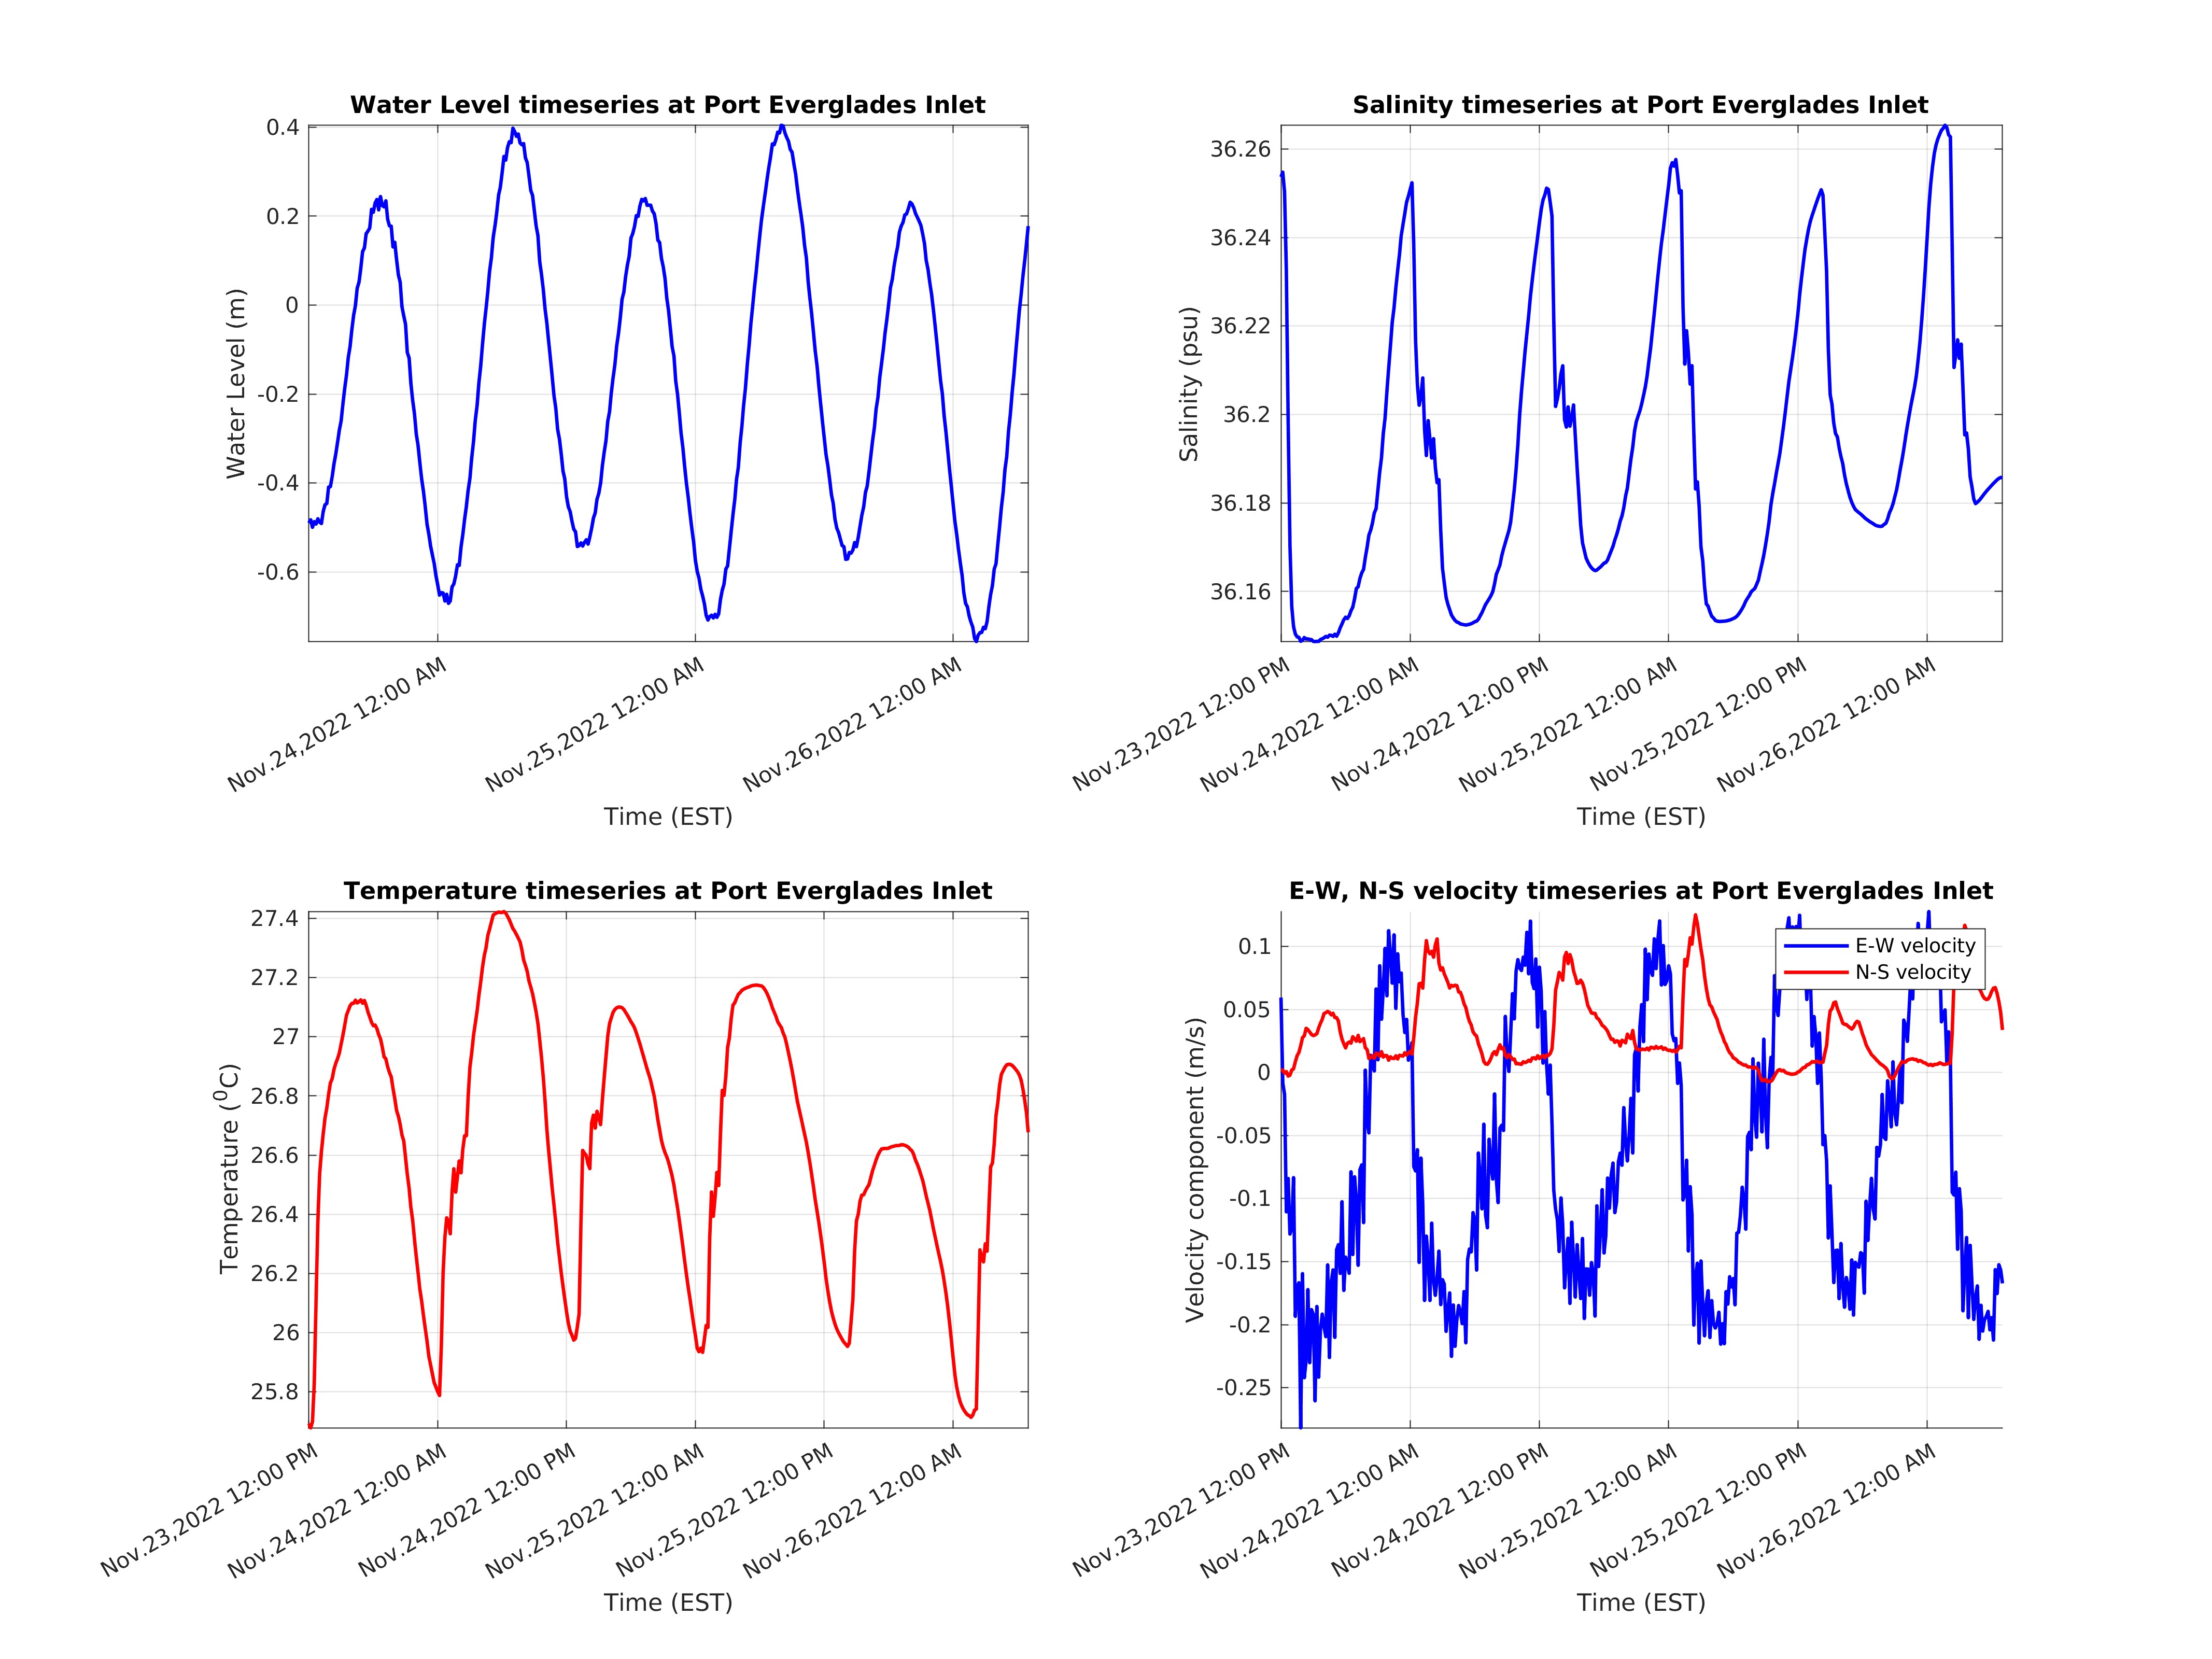 Water Level timeseries at Port Everglades Inlet
0.4
0.2
0
-0.2
-0.4
-0.6
Water Level (m)
Nov.24,2022 12:00 AM
Nov.25,2022 12:00 AM
Nov.26,2022 12:00 AM
Time (EST)
Salinity timeseries at Port Everglades Inlet
36.26
36.24
36.22
36.2
36.18
36.16
Salinity (psu)
Nov.23,2022 12:00 PM
Nov.24,2022 12:00 AM
Nov.24,2022 12:00 PM
Nov.25,2022 12:00 AM
Nov.25,2022 12:00 PM
Nov.26,2022 12:00 AM
Time (EST)
Temperature timeseries at Port Everglades Inlet
27.4
27.2
27
26.8
26.6
26.4
26.2
26
25.8
Temperature (⁰C)
Nov.23,2022 12:00 PM
Nov.24,2022 12:00 AM
Nov.24,2022 12:00 PM
Nov.25,2022 12:00 AM
Nov.25,2022 12:00 PM
Nov.26,2022 12:00 AM
Time (EST)
E-W, N-S velocity timeseries at Port Everglades Inlet
E-W velocity
N-S velocity
0.1
0.05
0
-0.05
-0.1
-0.15
-0.2
-0.25
Velocity component (m/s)
Nov.23,2022 12:00 PM
Nov.24,2022 12:00 AM
Nov.24,2022 12:00 PM
Nov.25,2022 12:00 AM
Nov.25,2022 12:00 PM
Nov.26,2022 12:00 AM
Time (EST)